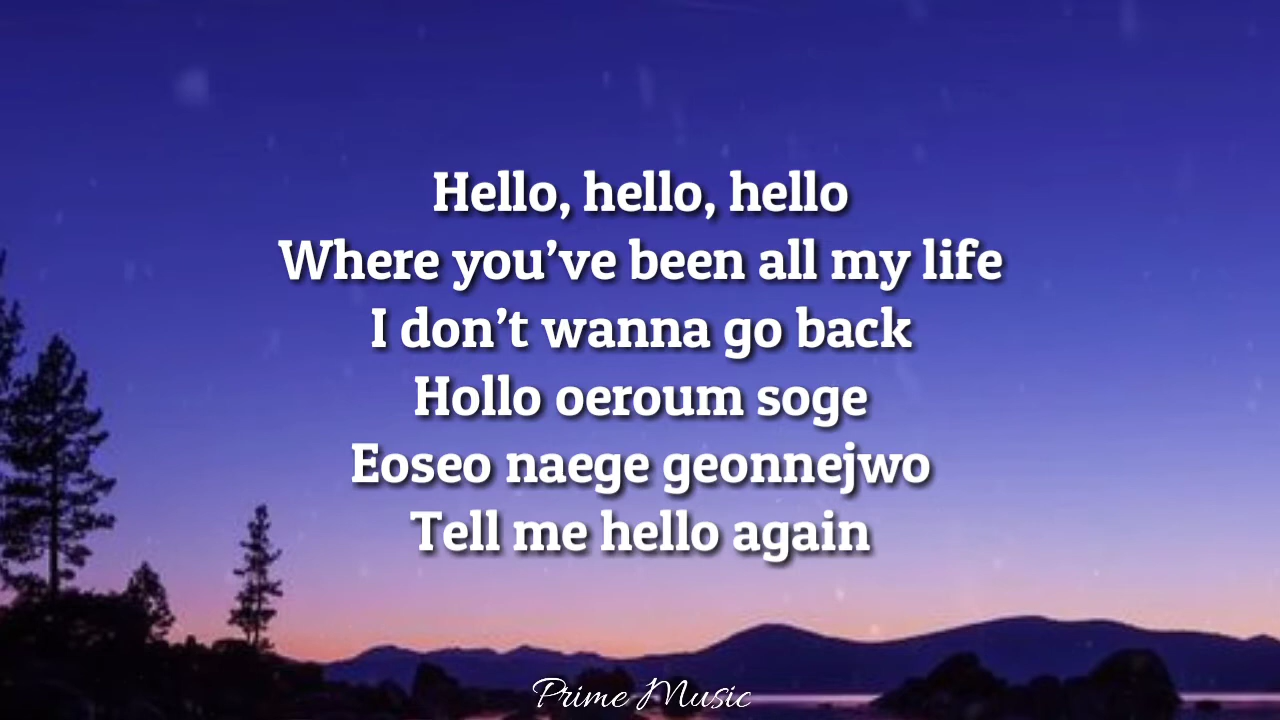 Hello, hello, hello
Where you’ve been all my life
I don’t wanna go back
Hollo oeroum soge
Eoseo naege geonnejwo
Tell me hello again
Prime Music